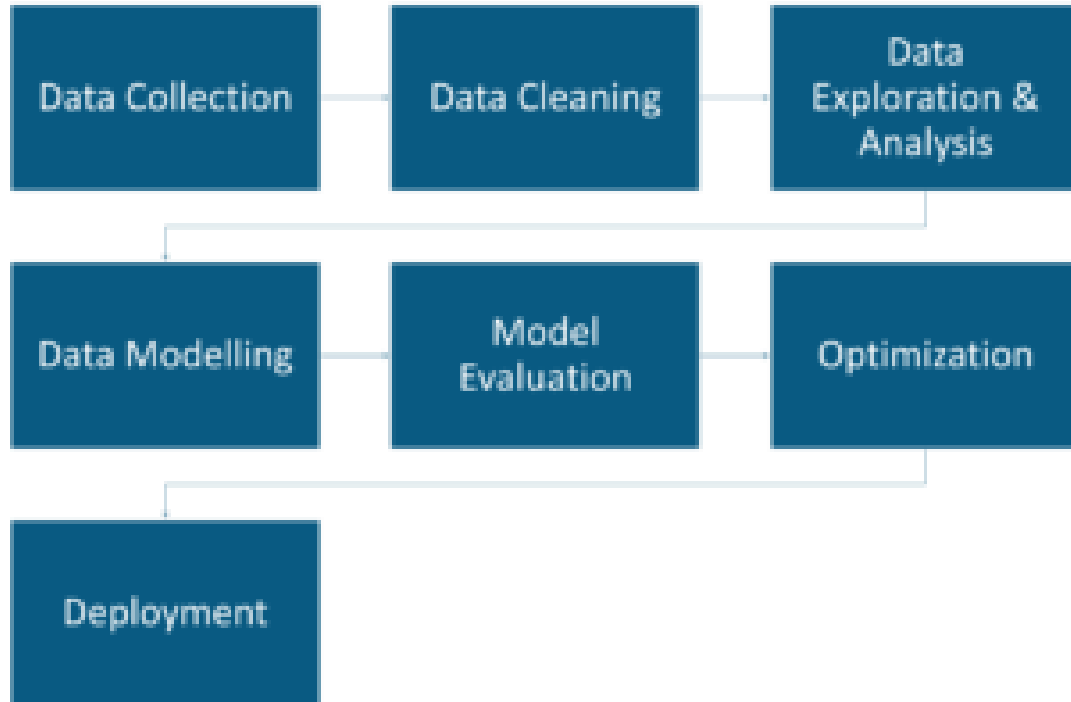 Data Collection
Data Cleaning
Data
Exploration &
Analysis
Data Modelling
Model
Evaluation
Optimization
Deployment